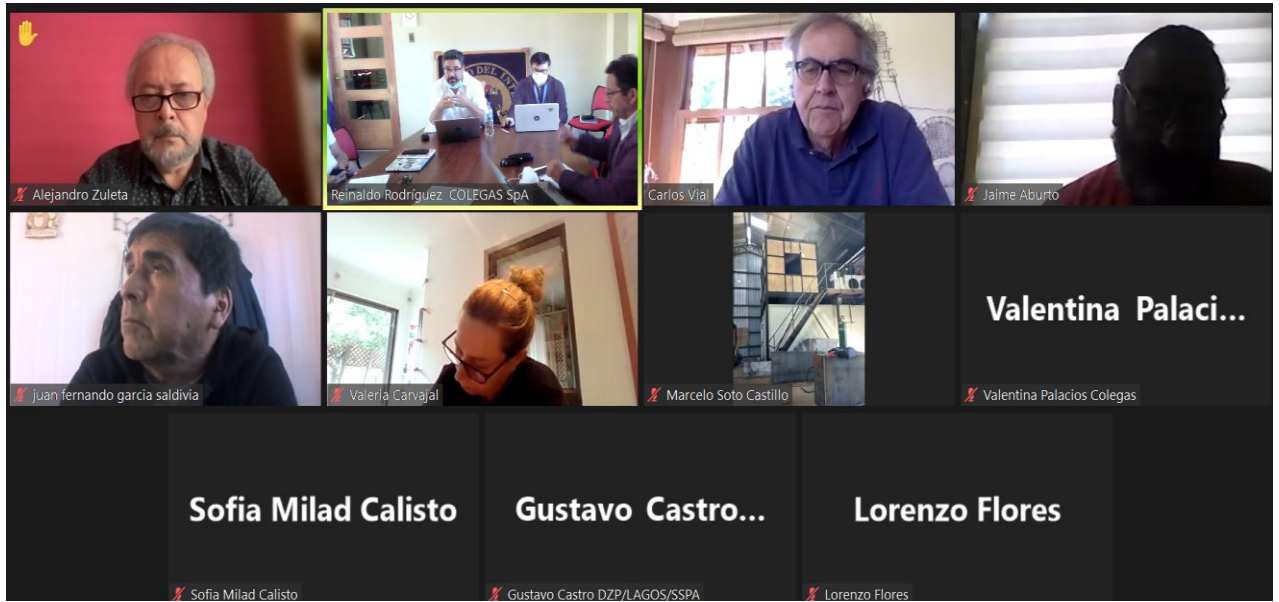 Alejandro Zuleta
DEL INT
Reinaldo Rodríguez COLEGAS SpA
Carlos Vial
Jaime Aburto
juan fernando garcia saldivia
Valeria Carvajal
Marcelo Soto Castillo
Valentina Palaci...
Valentina Palacios Colegas
Sofia Milad Calisto
Sofia Milad Calisto
Gustavo Castro...
Gustavo Castro DZP/LAGOS/SSPA
Lorenzo Flores
Lorenzo Flores